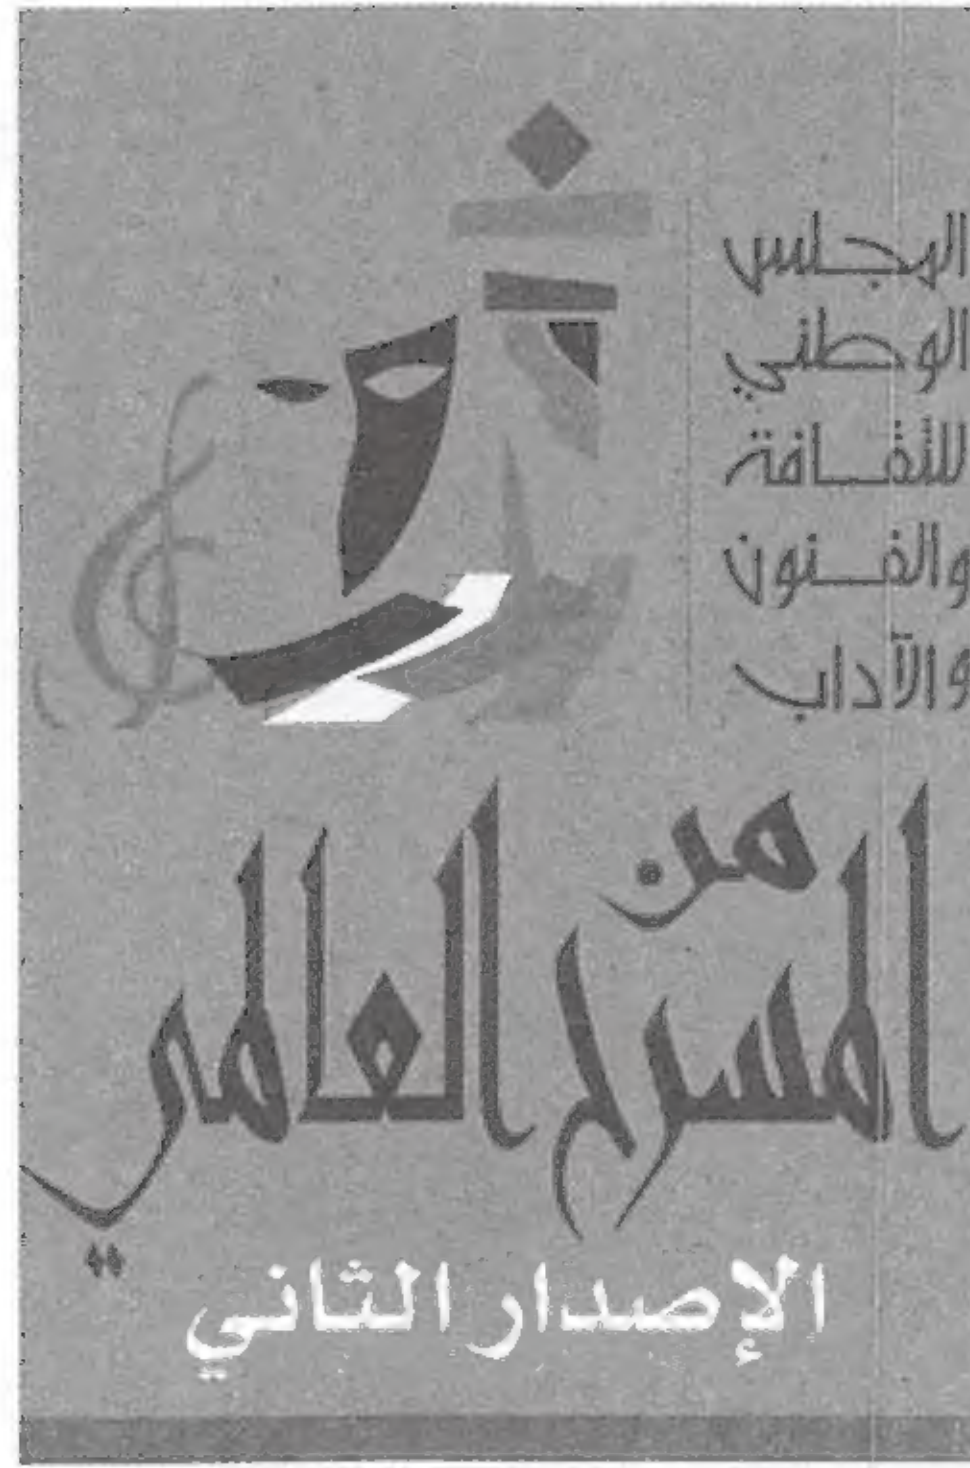 المجلس
الوطني
للثقافة
والفنون
والآداب
من
المسرح العالمي
الإصدار الثاني